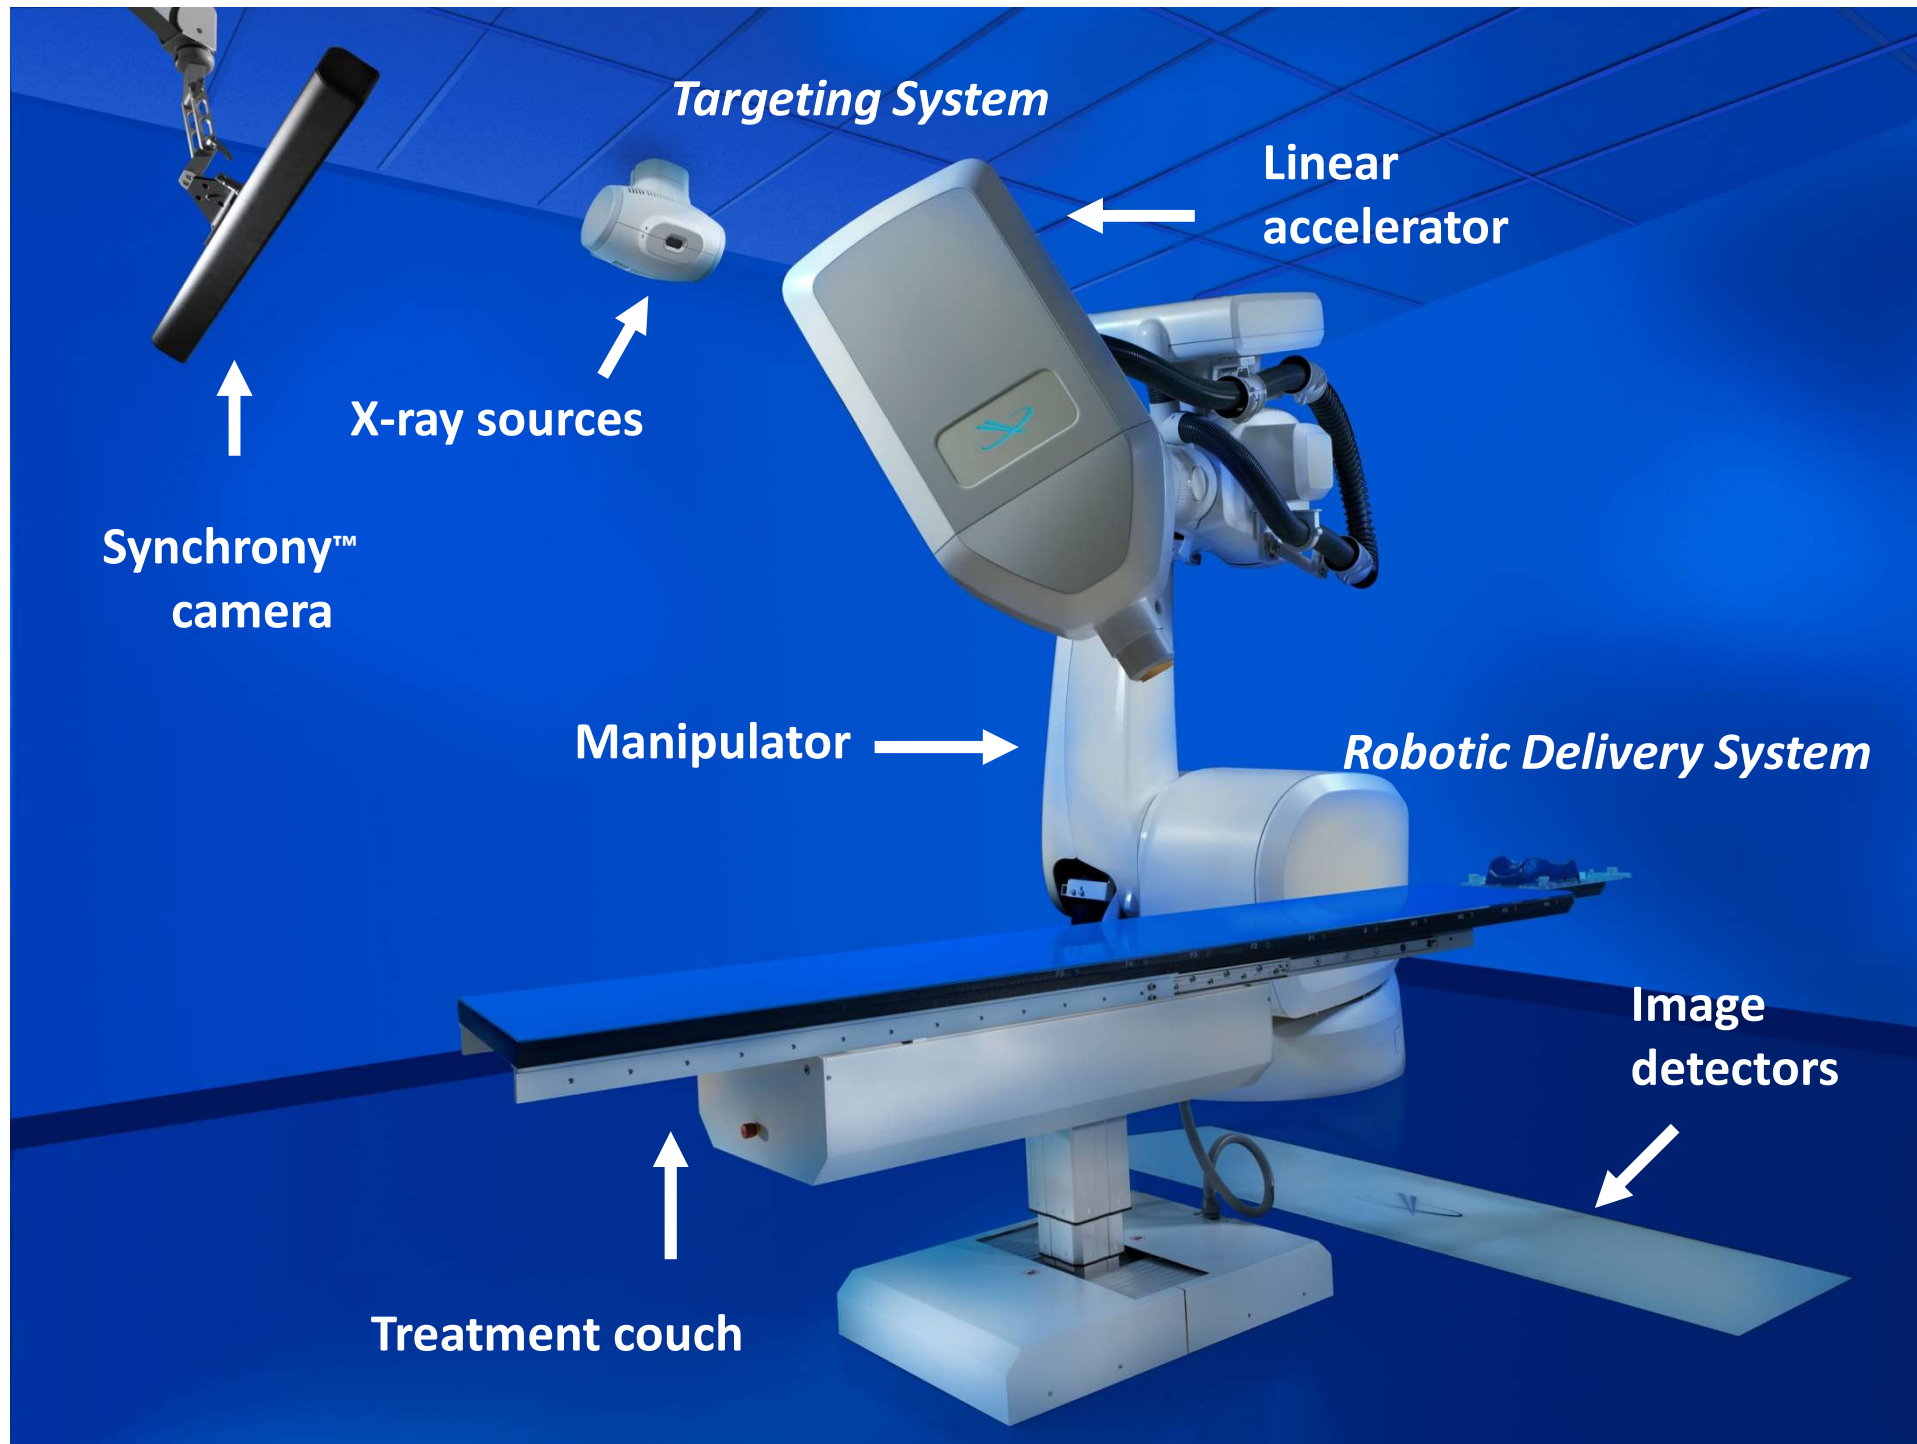 Targeting System
Linear
accelerator
X-ray sources
Synchrony™
camera
Manipulator
Robotic Delivery System
Image
detectors
Treatment couch